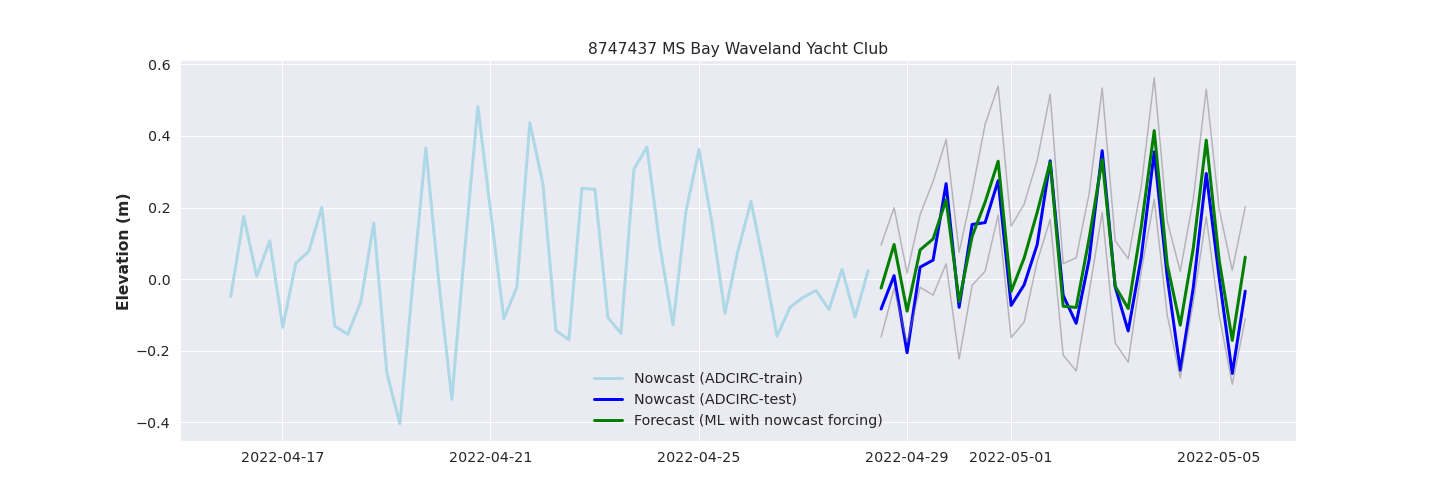 8747437 MS Bay Waveland Yacht Club
Elevation (m)
0.6
0.4
0.2
0.0
−0.2
−0.4
Nowcast (ADCIRC-train)
Nowcast (ADCIRC-test)
Forecast (ML with nowcast forcing)
2022-04-17 2022-04-21 2022-04-25 2022-04-29 2022-05-01 2022-05-05